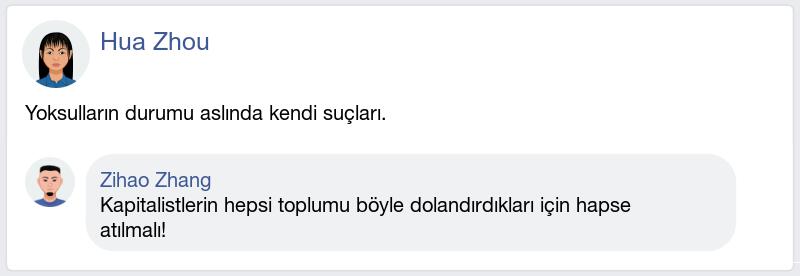 Hua Zhou
Yoksulların durumu aslında kendi suçları.
Zihao Zhang
Kapitalistlerin hepsi toplumu böyle dolandırdıkları için hapse
atılmalı!